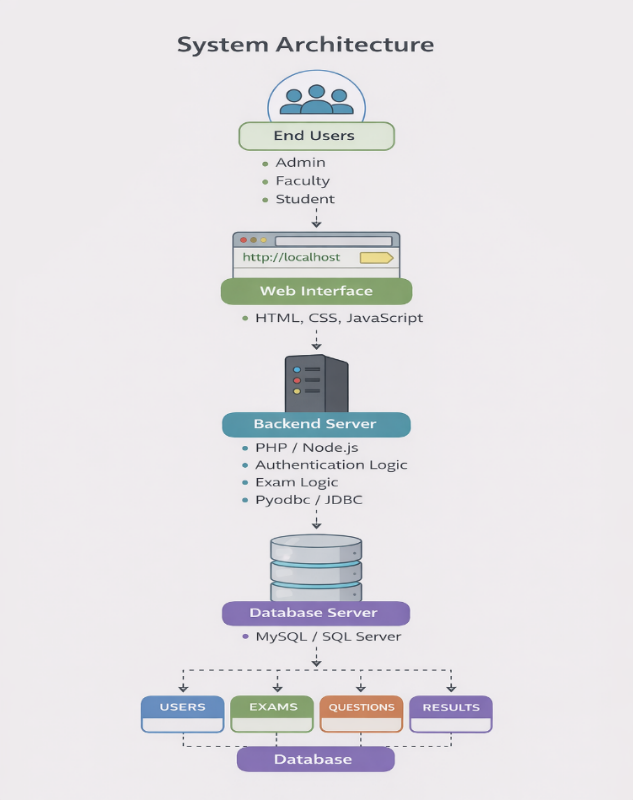 System Architecture
End Users
Admin
Faculty
Student
http://localhost
Web Interface
HTML, CSS, JavaScript
Backend Server
PHP / Node.js
Authentication Logic
Exam Logic
Pyodbc / JDBC
Database Server
MySQL / SQL Server
USERS EXAMS QUESTIONS RESULTS
Database